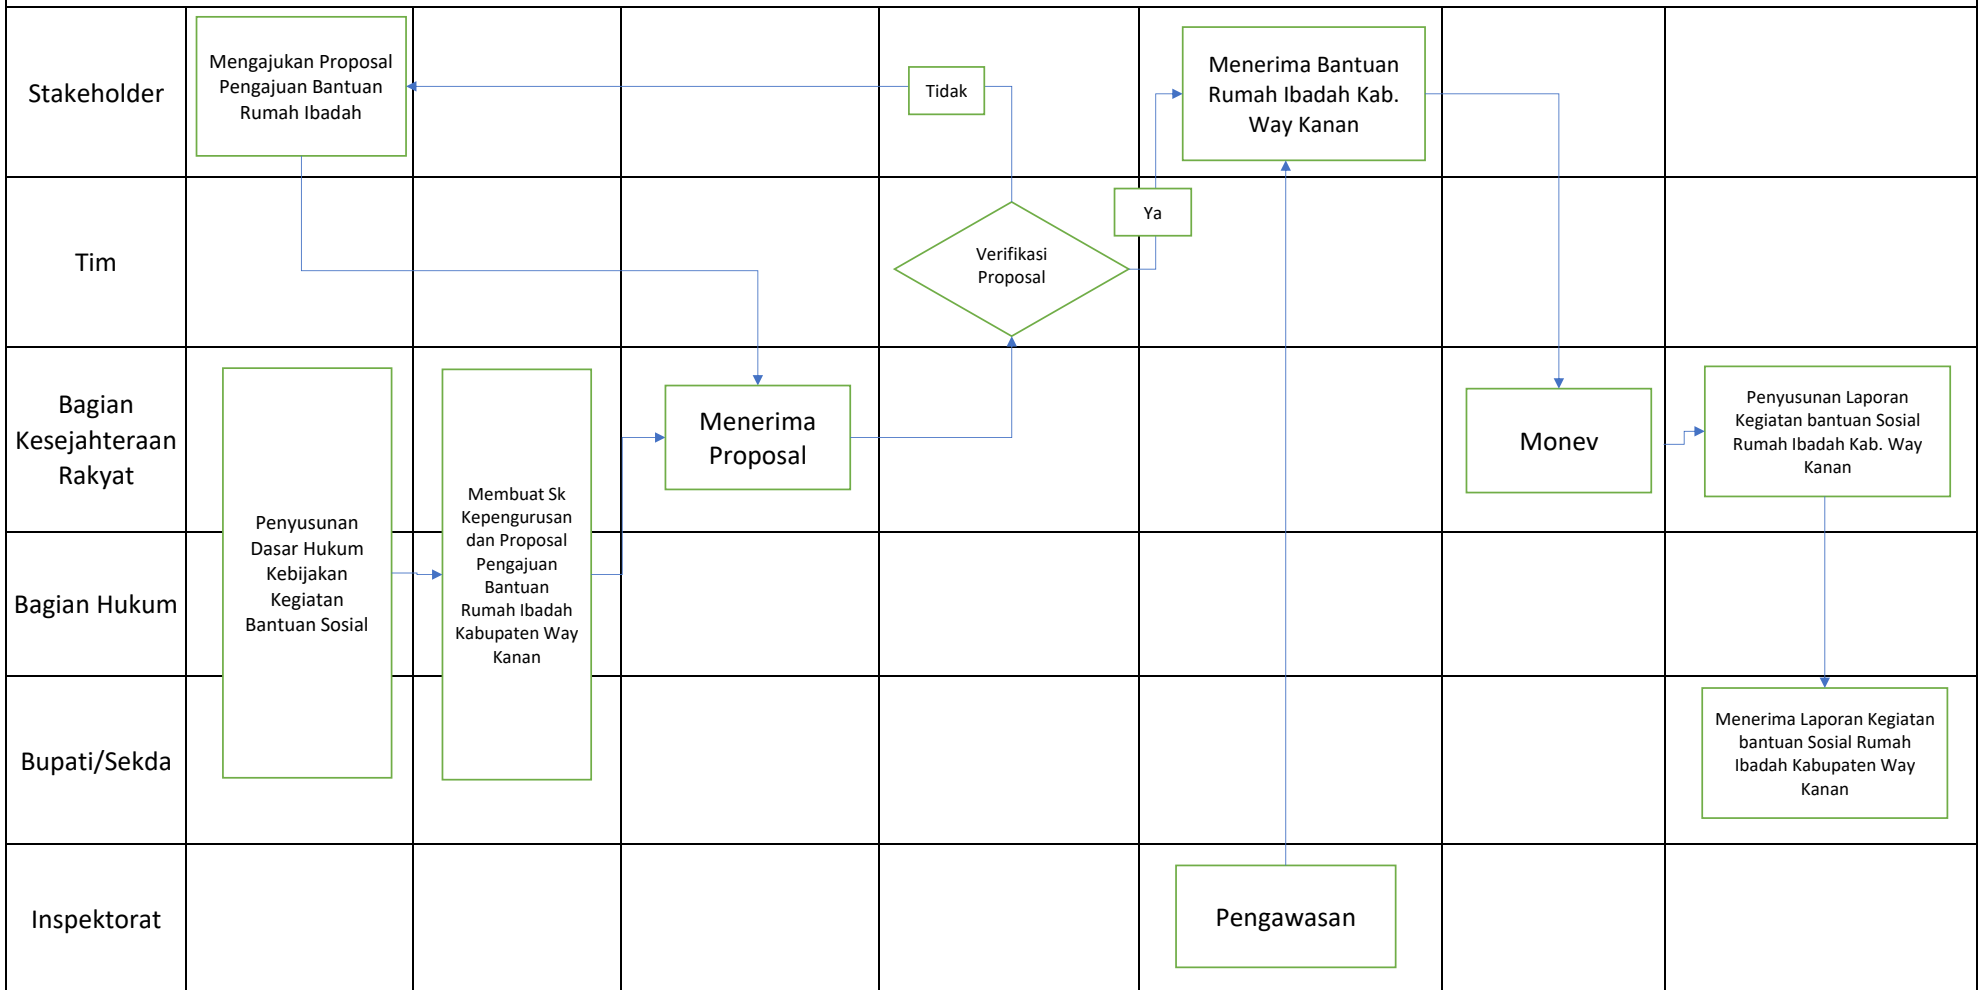 Stakeholder
Mengajukan Proposal
Pengajuan Bantuan
Rumah Ibadah
Tidak
Menerima Bantuan
Rumah Ibadah Kab.
Way Kanan
Tim
Verifikasi
Proposal
Ya
Bagian
Kesejahteraan
Rakyat
Penyusunan
Dasar Hukum
Kebijakan
Kegiatan
Bantuan Sosial
Membuat Sk
Kepengurusan
dan Proposal
Pengajuan
Bantuan
Rumah Ibadah
Kabupaten Way
Kanan
Menerima
Proposal
Monev
Penyusunan Laporan
Kegiatan bantuan Sosial
Rumah Ibadah Kab. Way
Kanan
Bagian Hukum
Bupati/Sekda
Menerima Laporan Kegiatan
bantuan Sosial Rumah
Ibadah Kabupaten Way
Kanan
Inspektorat
Pengawasan